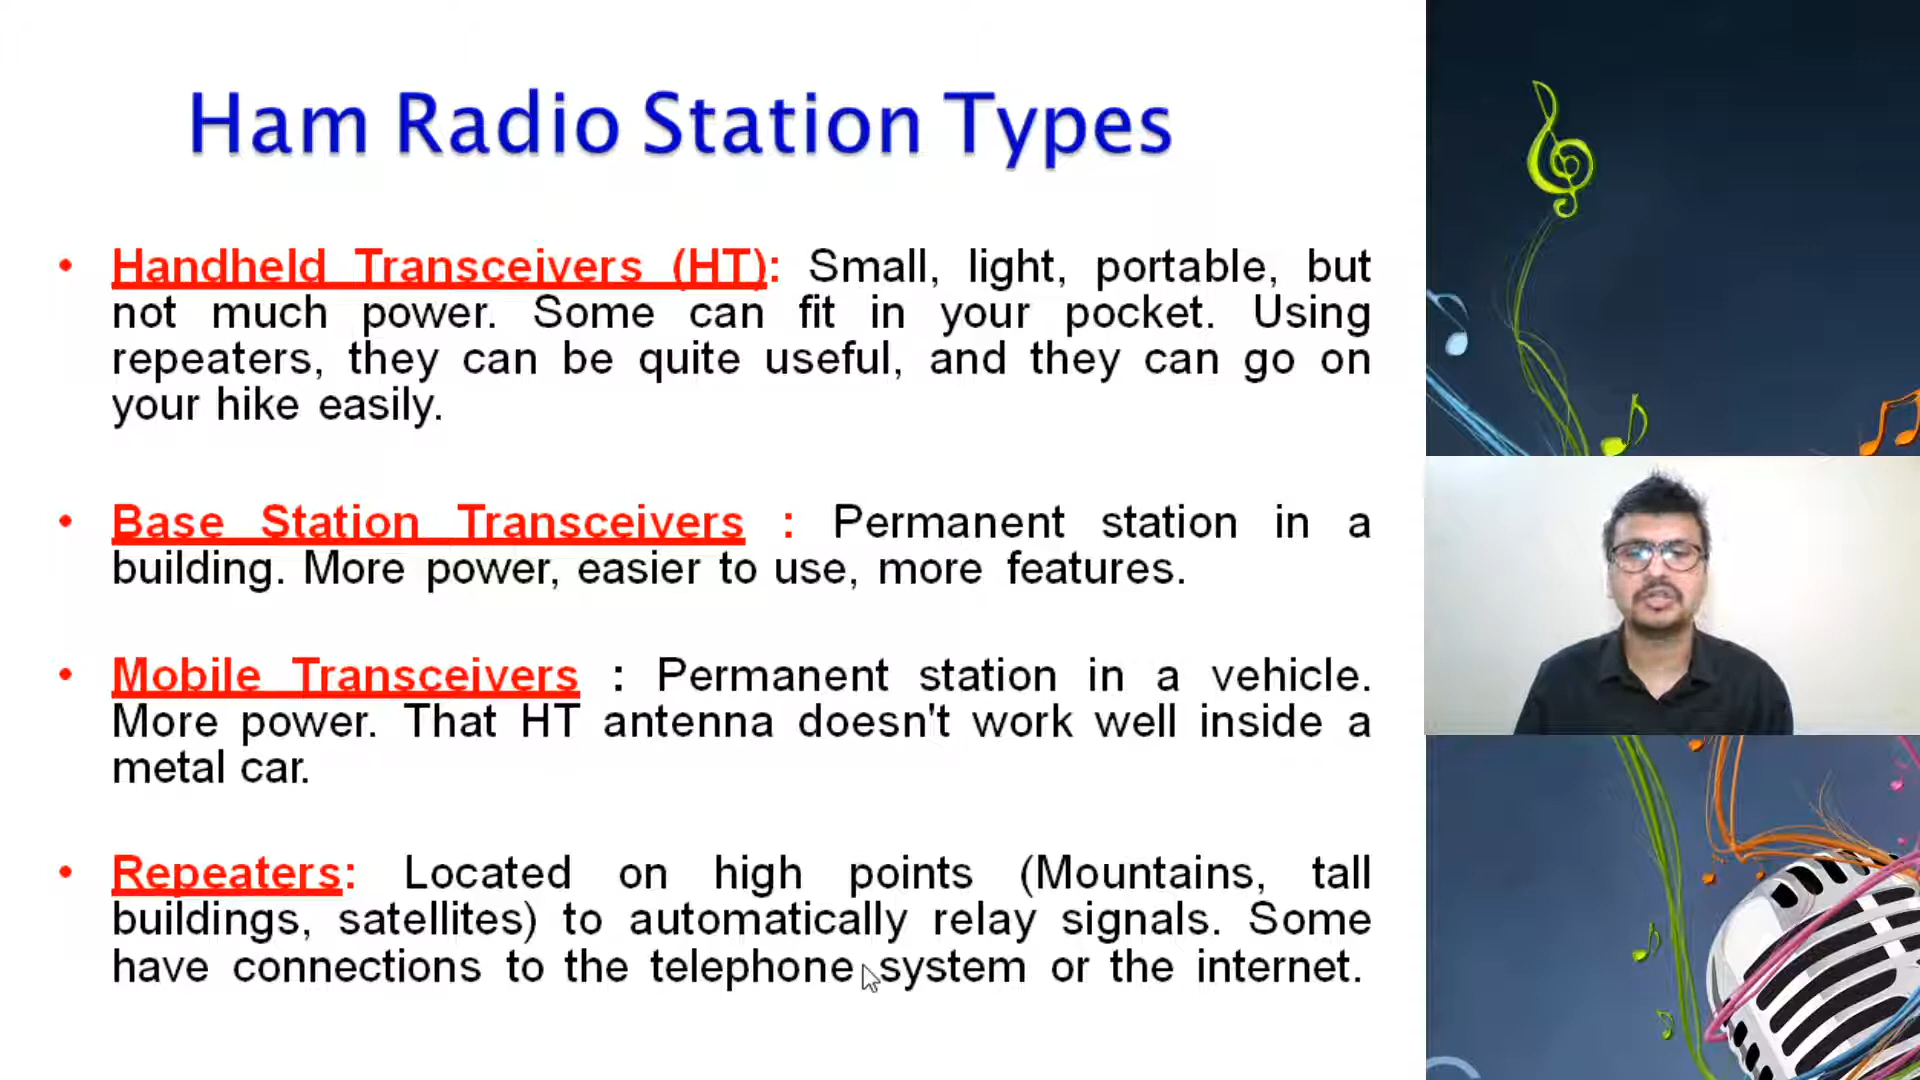 Ham Radio Station Types
• Handheld Transceivers (HT): Small, light, portable, but
not much power. Some can fit in your pocket. Using
repeaters, they can be quite useful, and they can go on
your hike easily.
• Base Station Transceivers : Permanent station in a
building. More power, easier to use, more features.
• Mobile Transceivers : Permanent station in a vehicle.
More power. That HT antenna doesn't work well inside a
metal car.
• Repeaters: Located on high points (Mountains, tall
buildings, satellites) to automatically relay signals. Some
have connections to the telephone system or the internet.